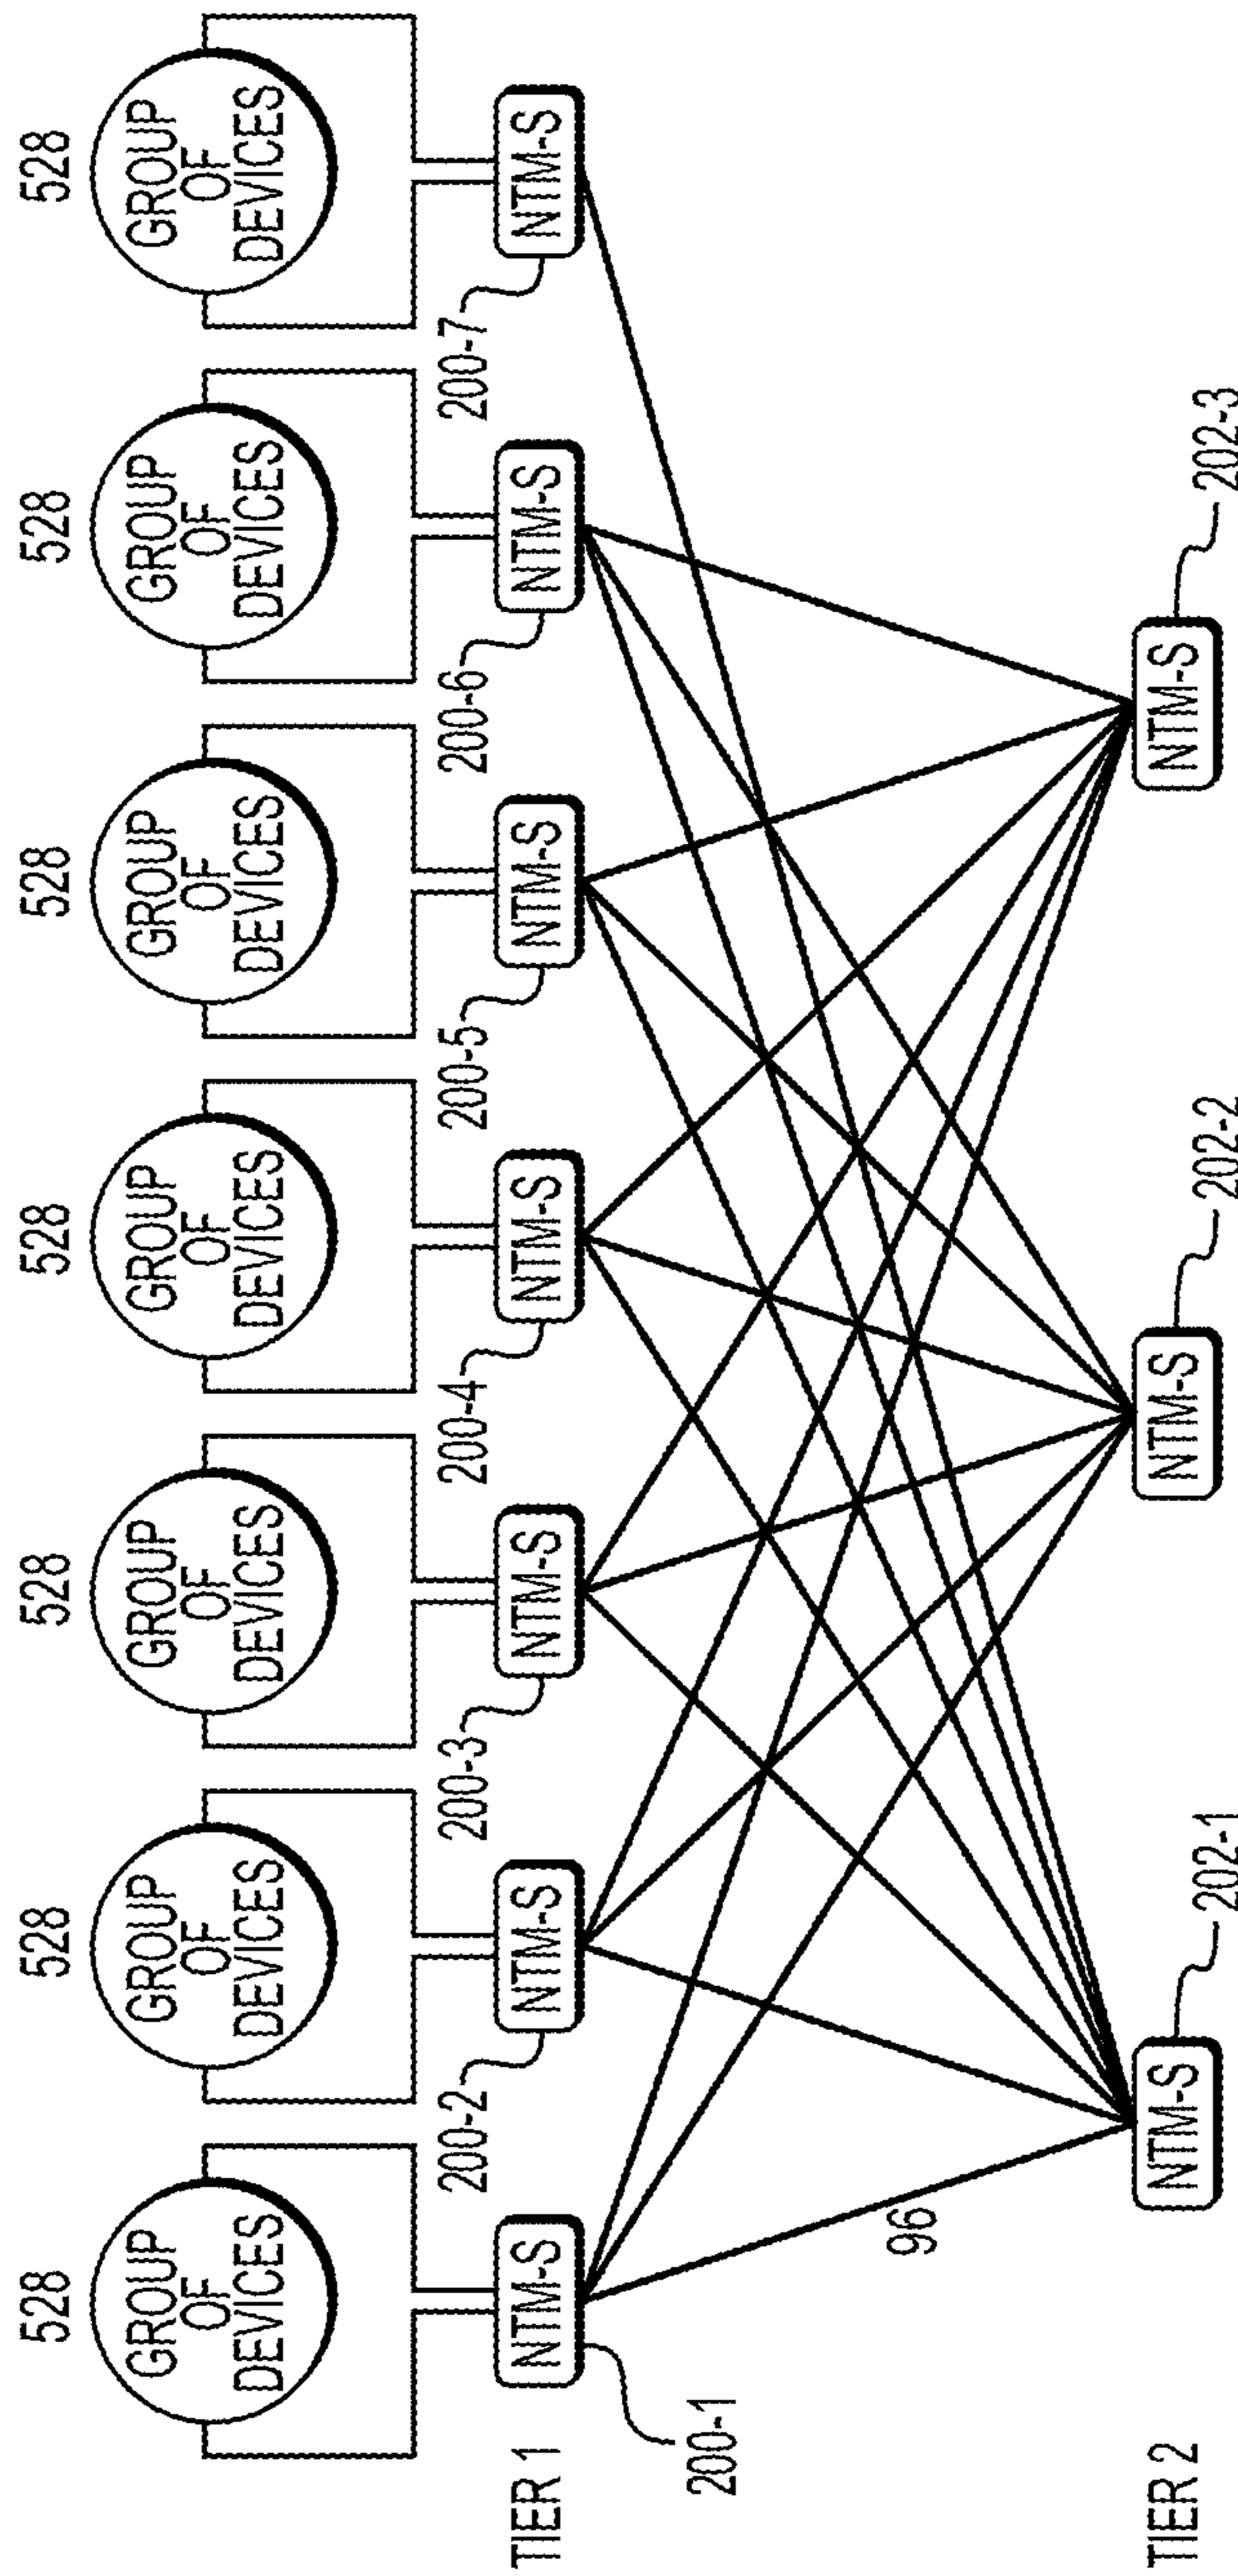 528
528
528
528
528
528
528
GROUP
OF
DEVICES
GROUP
OF
DEVICES
GROUP
OF
DEVICES
GROUP
OF
DEVICES
GROUP
OF
DEVICES
GROUP
OF
DEVICES
GROUP
OF
DEVICES
200-2
200-3
200-4
200-5
200-6
200-7
TIER 1
NTM-S
NTM-S
NTM-S
NTM-S
NTM-S
NTM-S
NTM-S
200-1
96
TIER 2
NTM-S
NTM-S
NTM-S
202-1
202-2
202-3